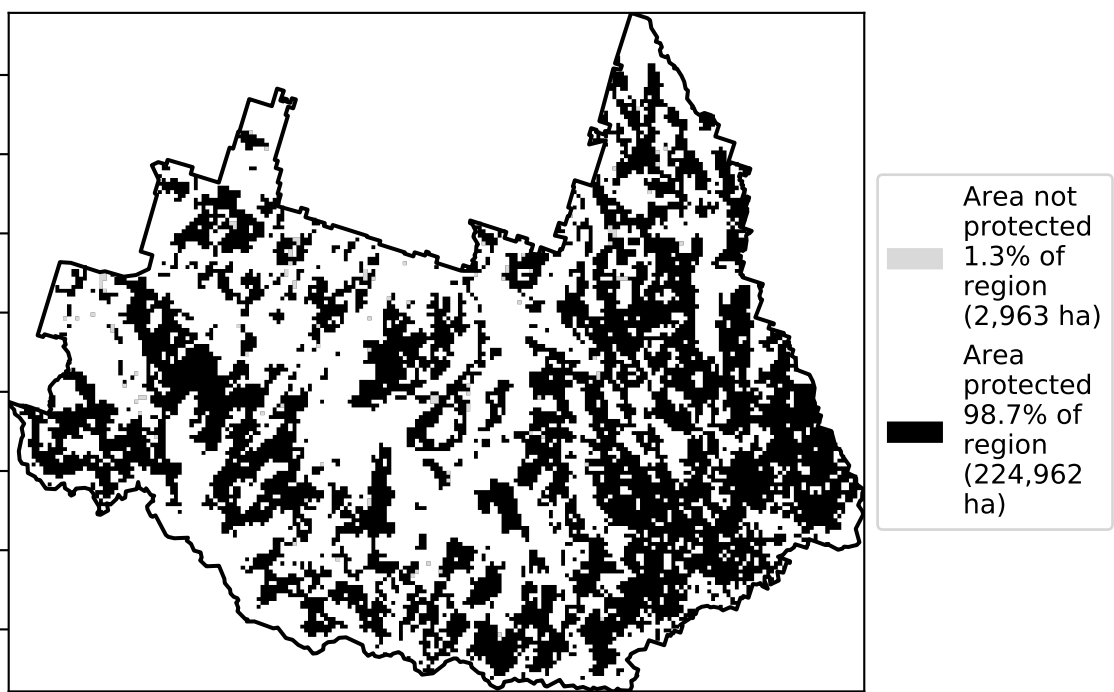 Area not
protected
1.3% of
region
(2,963 ha)
Area
protected
98.7% of
region
(224,962
ha)